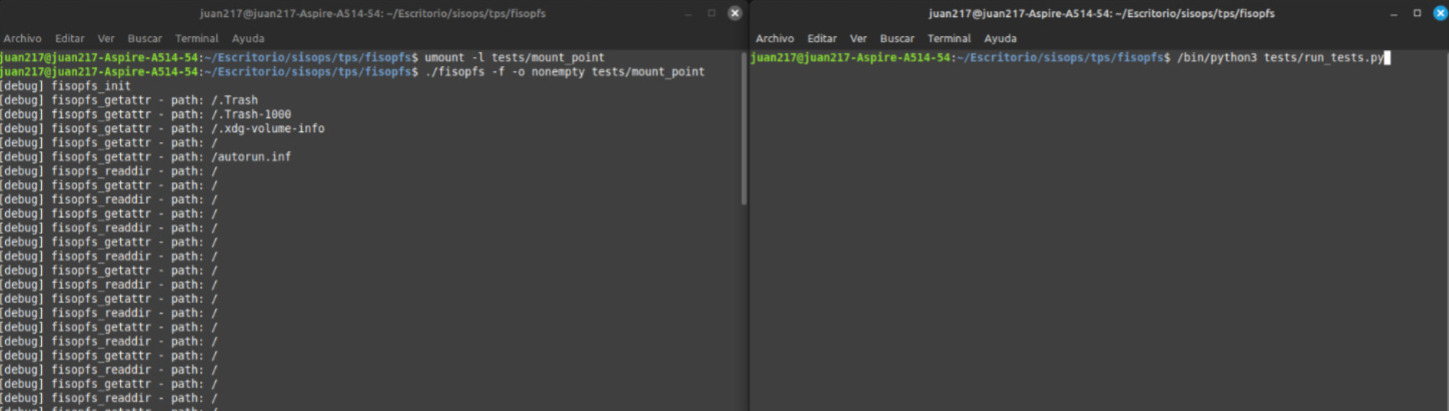 juan217@juan217-Aspire-A514-54: ~/Escritorio/sisops/tps/fisopfs
Archivo Editar Ver Buscar Terminal Ayuda
juan217@juan217-Aspire-A514-54:~/Escritorio/sisops/tps/fisopfs$ umount -l tests/mount_point
juan217@juan217-Aspire-A514-54:~/Escritorio/sisops/tps/fisopfs$ ./fisopfs -f -o nonempty tests/mount_point
[debug] fisopfs_init
[debug] fisopfs_getattr - path: /.Trash
[debug] fisopfs_getattr - path: /.Trash-1000
[debug] fisopfs_getattr - path: /.xdg-volume-info
[debug] fisopfs_getattr - path: /
[debug] fisopfs_getattr - path: /autorun.inf
[debug] fisopfs_readdir - path: /
[debug] fisopfs_getattr - path: /
[debug] fisopfs_readdir - path: /
[debug] fisopfs_getattr - path: /
[debug] fisopfs_readdir - path: /
[debug] fisopfs_getattr - path: /
[debug] fisopfs_readdir - path: /
[debug] fisopfs_getattr - path: /
[debug] fisopfs_readdir - path: /
[debug] fisopfs_getattr - path: /
[debug] fisopfs_readdir - path: /
[debug] fisopfs_getattr - path: /
[debug] fisopfs_readdir - path: /
[debug] fisopfs_getattr - path: /
[debug] fisopfs_readdir - path: /
[debug] fisopfs_getattr - path: /
[debug] fisopfs_readdir - path: /
[debug] fisopfs_getattr - path: /
juan217@juan217-Aspire-A514-54: ~/Escritorio/sisops/tps/fisopfs
Archivo Editar Ver Buscar Terminal Ayuda
juan217@juan217-Aspire-A514-54:~/Escritorio/sisops/tps/fisopfs$ /bin/python3 tests/run_tests.py